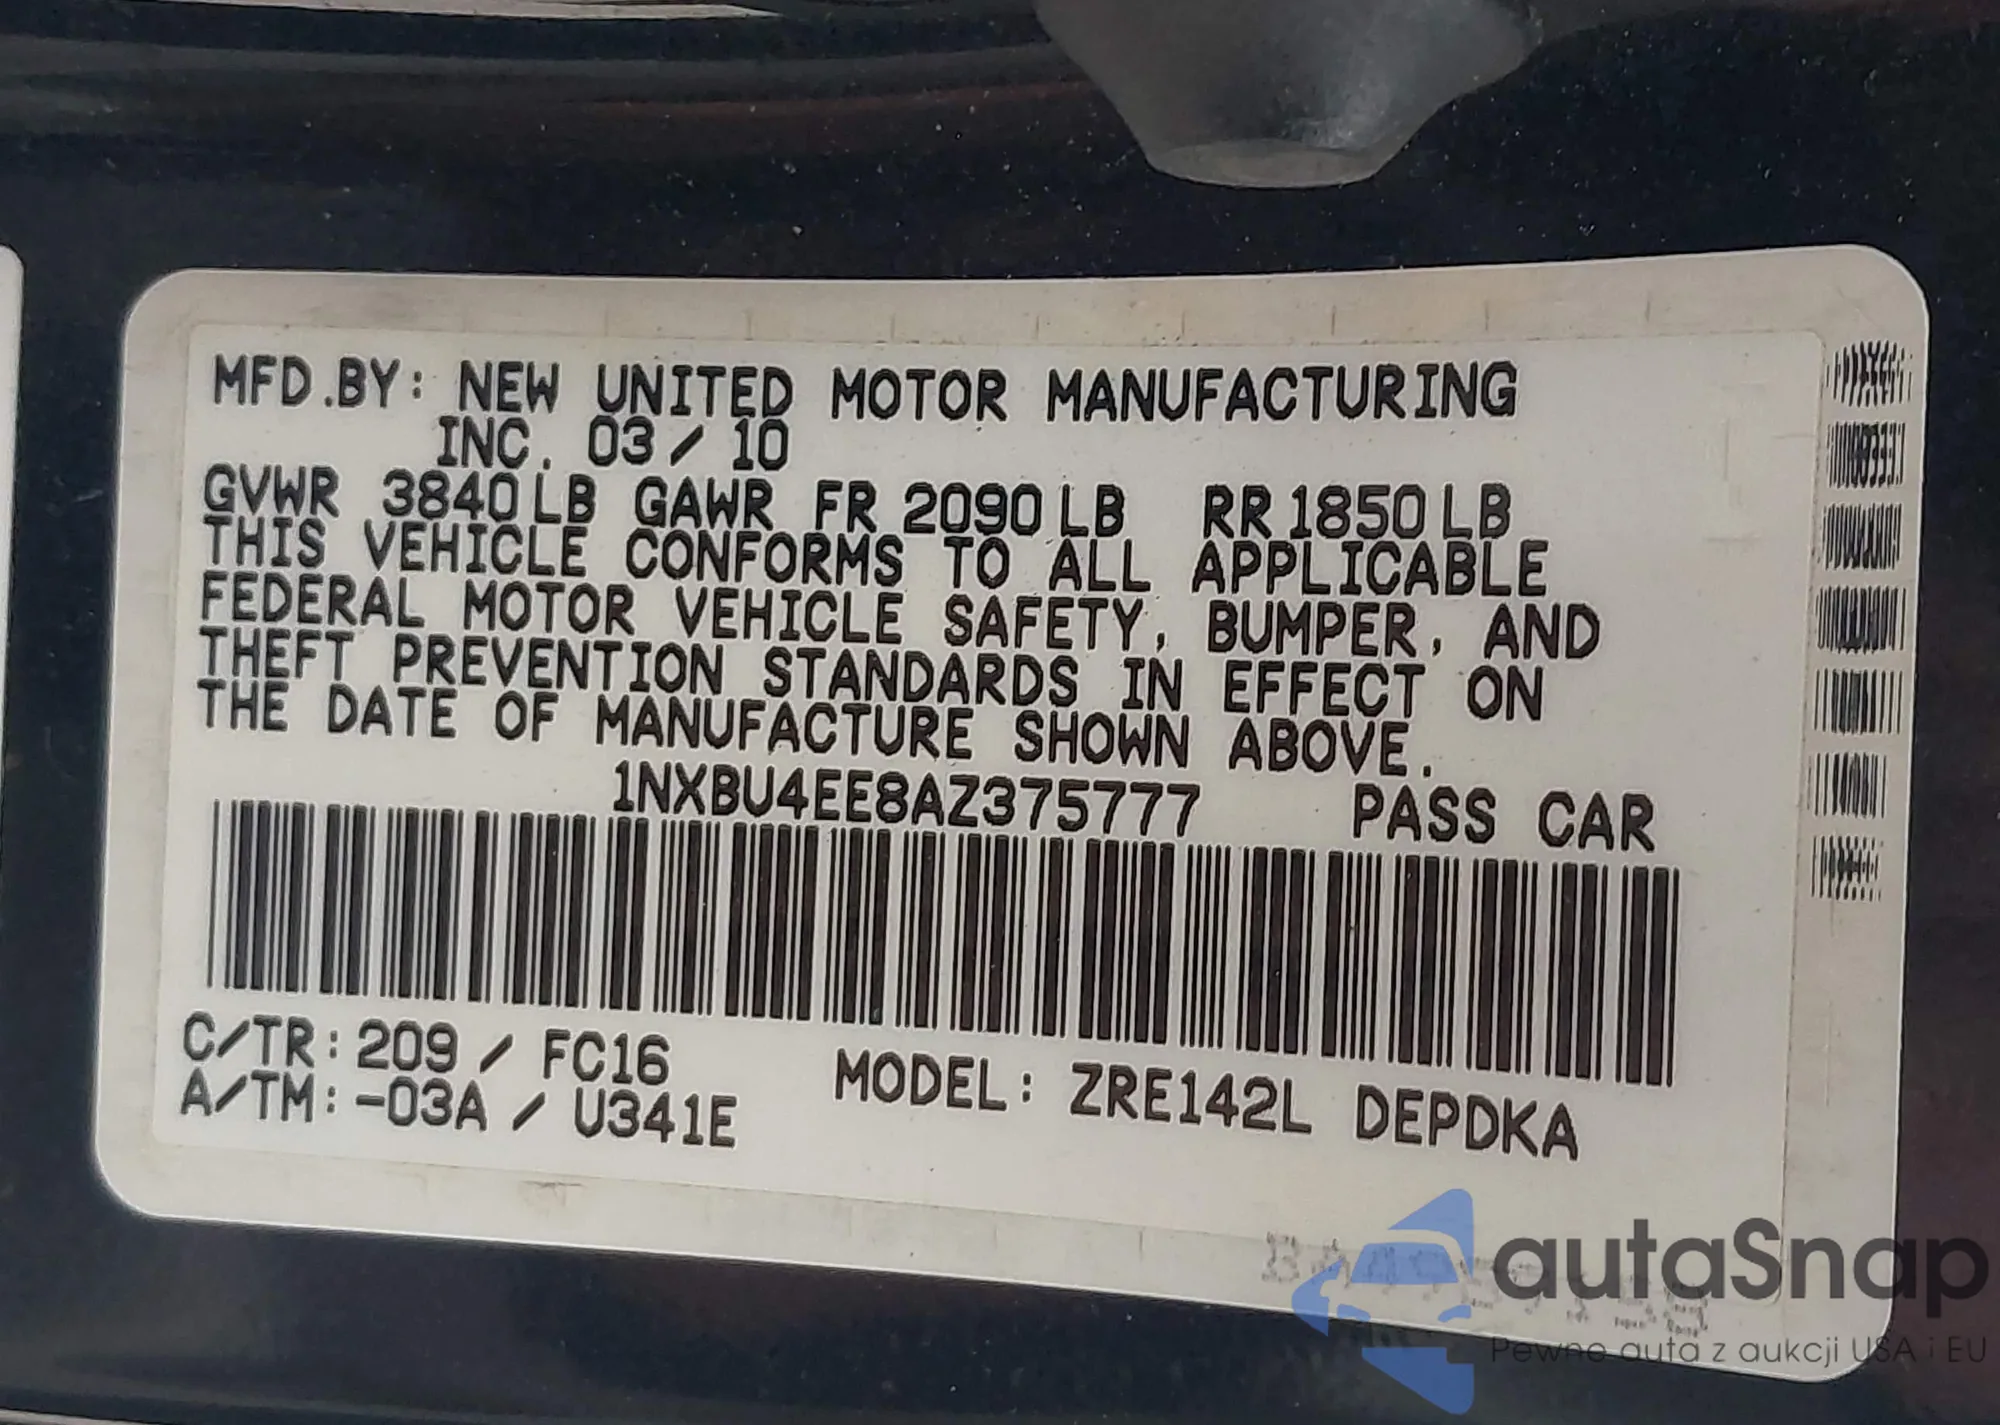 MFD.BY: NEW UNITED MOTOR MANUFACTURING
INC. 03/10
GVWR 3840LB GAWR FR 2090LB RR 1850LB
THIS VEHICLE CONFORMS TO ALL APPLICABLE
FEDERAL MOTOR VEHICLE SAFETY, BUMPER, AND
THEFT PREVENTION STANDARDS IN EFFECT ON
THE DATE OF MANUFACTURE SHOWN ABOVE.
1NXBU4EE8AZ375777 PASS CAR
C/TR: 209 / FC16
A/TM: -03A / U341E
MODEL: ZRE142L DEPDKA
autaSnap
Pewne auta z aukcji USA i EU